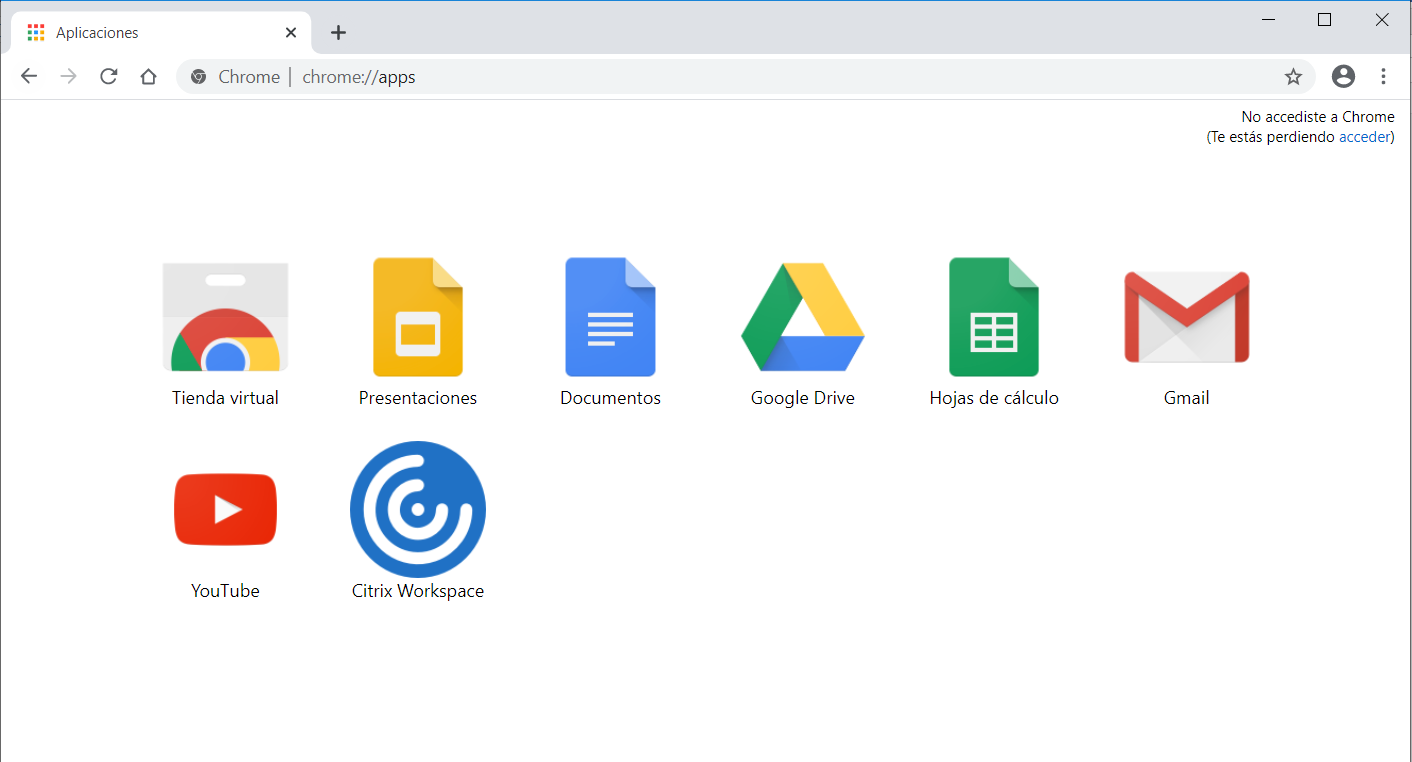 Aplicaciones
Chrome | chrome://apps
No accediste a Chrome
(Te estás perdiendo acceder)
Tienda virtual
Presentaciones
Documentos
Google Drive
Hojas de cálculo
Gmail
YouTube
Citrix Workspace